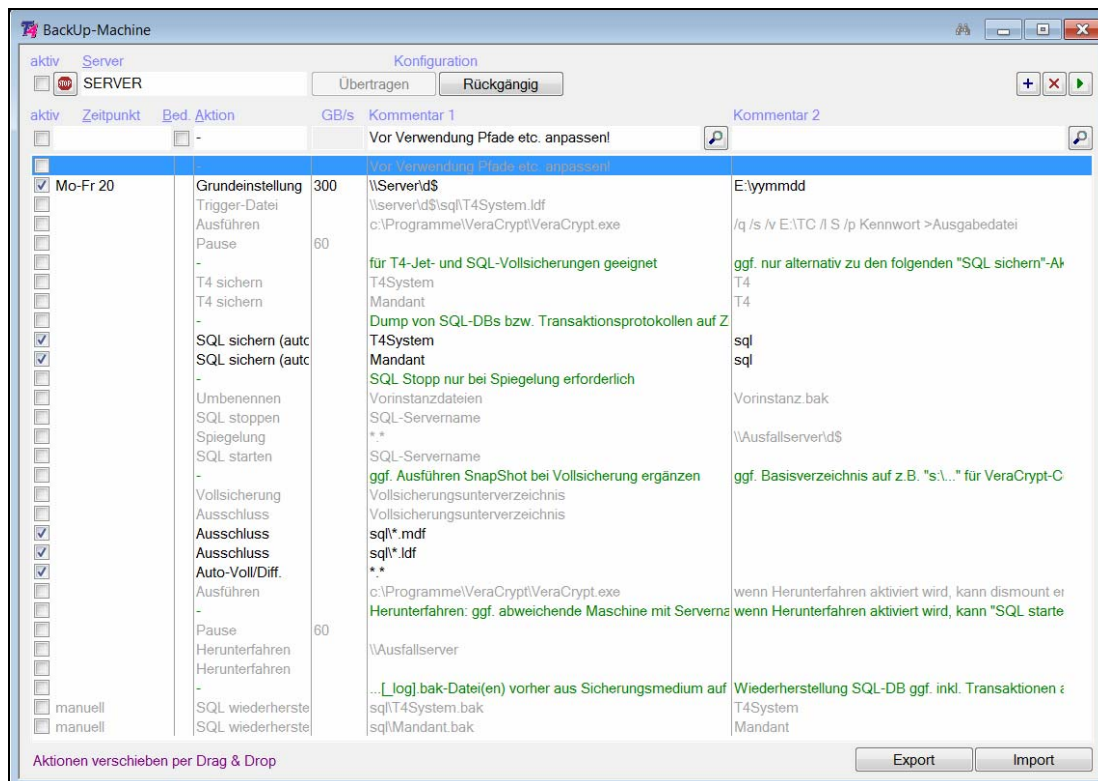 BackUp-Machine
aktiv Server Konfiguration
STOP SERVER Übertragen Rückgängig
aktiv Zeitpunkt Bed. Aktion GB/s Kommentar 1 Kommentar 2
- Vor Verwendung Pfade etc. anpassen!
- Vor Verwendung Pfade etc. anpassen!
Mo-Fr 20 Grundeinstellung 300 \\Server\d$ E:\yymmdd
Trigger-Datei \\server\d$\sql\T4System.ldf
Ausführen c:\Programme\VeraCrypt\VeraCrypt.exe /q /s /v E:\TC /l S /p Kennwort >Ausgabedatei
Pause 60
- für T4-Jet- und SQL-Vollsicherungen geeignet ggf. nur alternativ zu den folgenden "SQL sichern"-Ak
T4 sichern T4System T4
T4 sichern Mandant T4
- Dump von SQL-DBs bzw. Transaktionsprotokollen auf Z
SQL sichern (auto T4System sql
SQL sichern (auto Mandant sql
- SQL Stopp nur bei Spiegelung erforderlich
Umbenennen Vorinstanzdateien Vorinstanz.bak
SQL stoppen SQL-Servername
Spiegelung *.* \\Ausfallserver\d$
SQL starten SQL-Servername
- ggf. Ausführen SnapShot bei Vollsicherung ergänzen ggf. Basisverzeichnis auf z.B. "s:\..." für VeraCrypt-C
Vollsicherung Vollsicherungsunterverzeichnis
Ausschluss Vollsicherungsunterverzeichnis
Ausschluss sql\*.mdf
Ausschluss sql\*.ldf
Auto-Voll/Diff. *.*
Ausführen c:\Programme\VeraCrypt\VeraCrypt.exe wenn Herunterfahren aktiviert wird, kann dismount er
- Herunterfahren: ggf. abweichende Maschine mit Serverna wenn Herunterfahren aktiviert wird, kann "SQL starte
Pause 60
Herunterfahren \\Ausfallserver
Herunterfahren
- ...[_log].bak-Datei(en) vorher aus Sicherungsmedium auf Wiederherstellung SQL-DB ggf. inkl. Transaktionen a
manuell SQL wiederherste sql\T4System.bak T4System
manuell SQL wiederherste sql\Mandant.bak Mandant
Aktionen verschieben per Drag & Drop Export Import